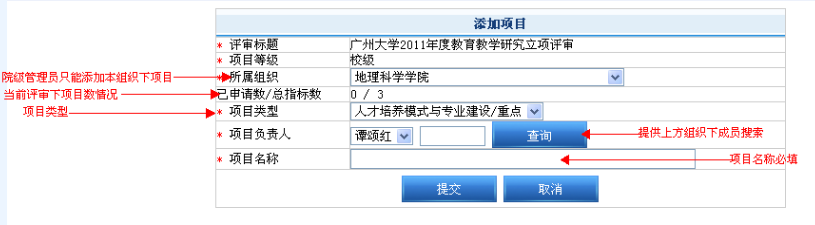 添加项目
* 评审标题 广州大学2011年度教育教学研究立项评审
* 项目等级 校级
院级管理员只能添加本组织下项目 * 所属组织 地理科学学院
当前评审下项目数情况 已申请数/总指标数 0 / 3
项目类型 * 项目类型 人才培养模式与专业建设/重点
* 项目负责人 谭颂红 查询 提供上方组织下成员搜索
* 项目名称 项目名称必填
提交 取消